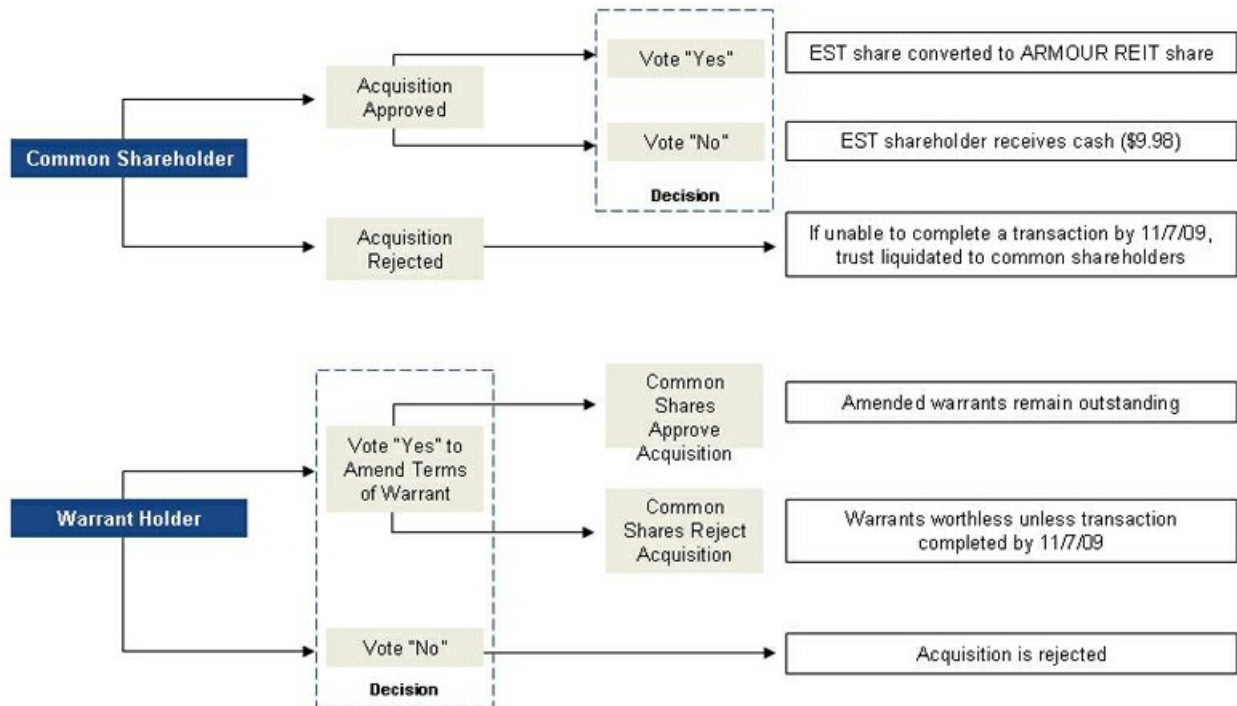 Vote "Yes"
EST share converted to ARMOUR REIT share
Acquisition
Approved
Vote "No"
EST shareholder receives cash ($9.98)
Common Shareholder
Decision
Acquisition
Rejected
If unable to complete a transaction by 11/7/09,
trust liquidated to common shareholders
Common
Shares
Approve
Acquisition
Amended warrants remain outstanding
Vote "Yes" to
Amend Terms
of Warrant
Warrant Holder
Common
Shares Reject
Acquisition
Warrants worthless unless transaction
completed by 11/7/09
Vote "No"
Acquisition is rejected
Decision